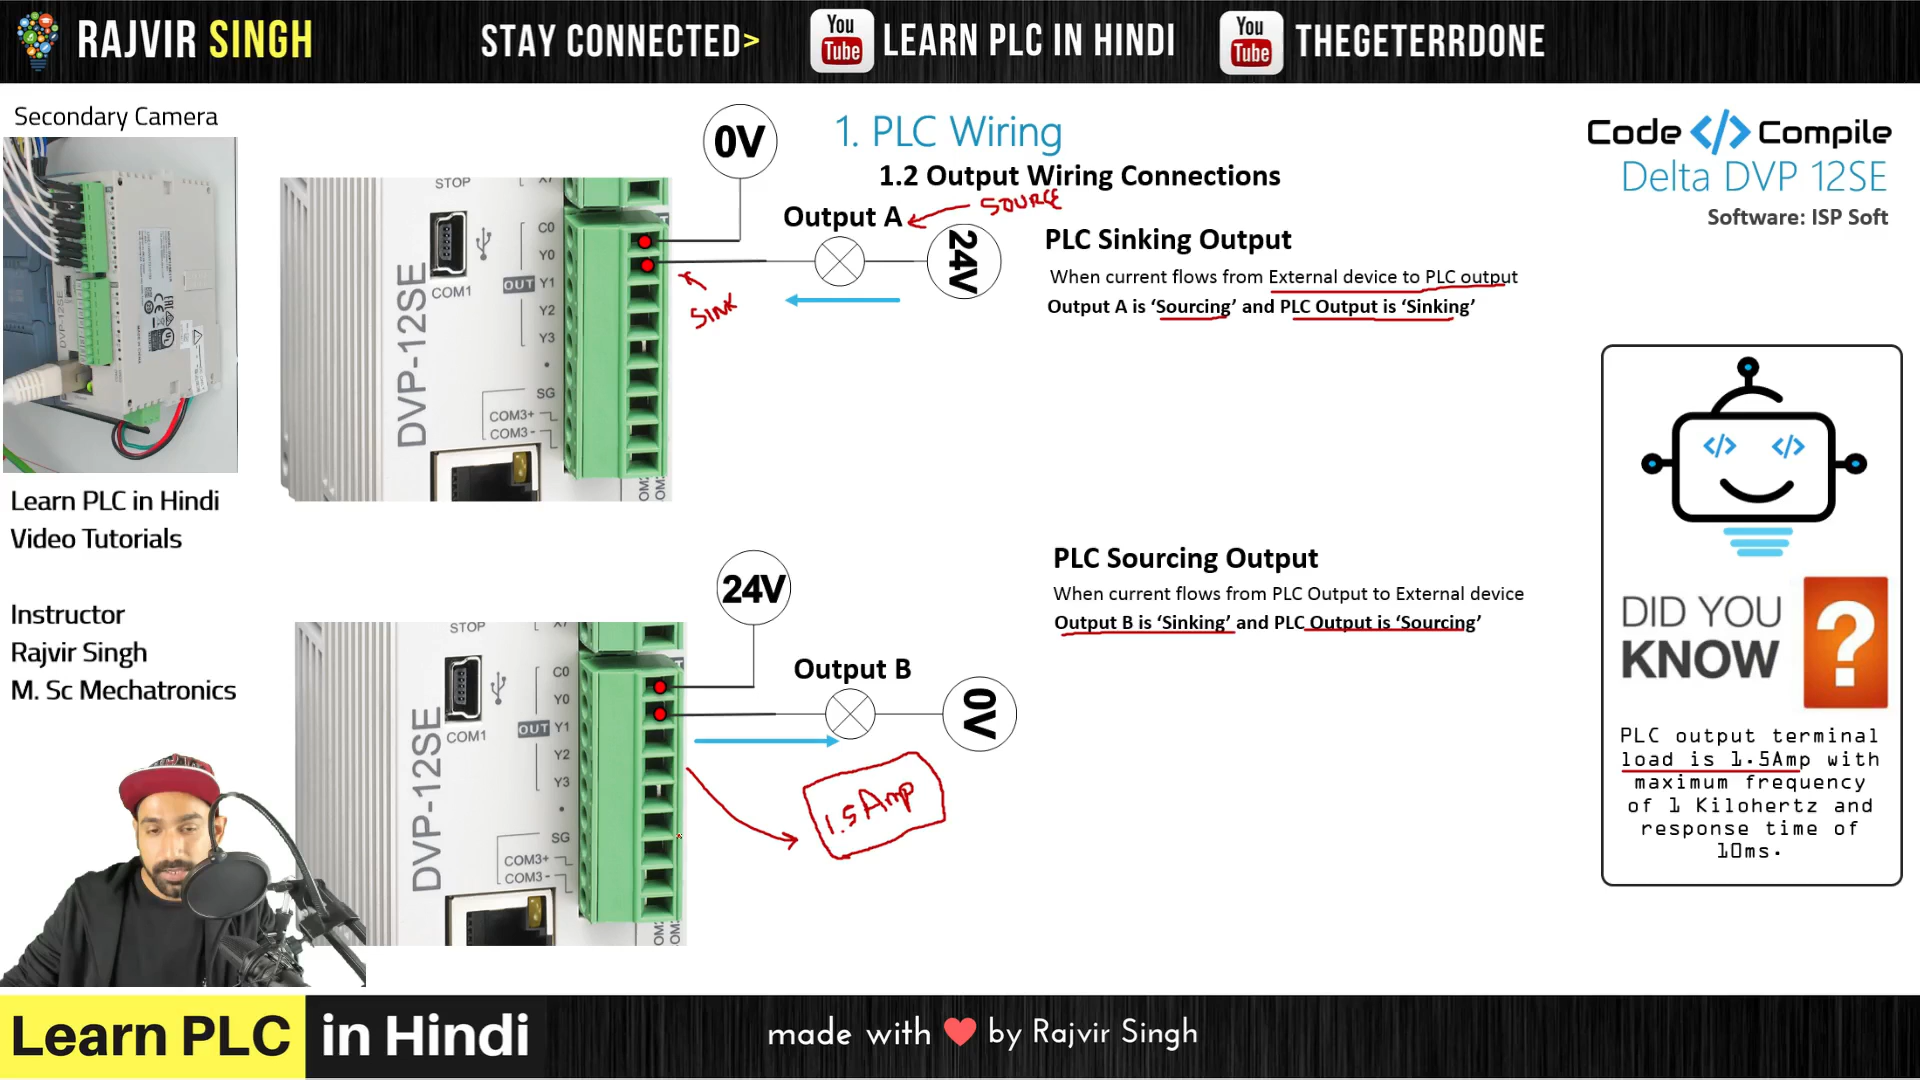 RAJVIR SINGH
STAY CONNECTED>
You Tube LEARN PLC IN HINDI
You Tube THEGETERRDONE
Secondary Camera
DVP-12SE
Learn PLC in Hindi
Video Tutorials
Instructor
Rajvir Singh
M. Sc Mechatronics
1. PLC Wiring
1.2 Output Wiring Connections
0V
Output A
SOURCE
24V
SINK
STOP
X7
C0
Y0
OUT Y1
Y2
Y3
COM1
SG
COM3+
COM3-
DVP-12SE
PLC Sinking Output
When current flows from External device to PLC output
Output A is ‘Sourcing’ and PLC Output is ‘Sinking’
24V
Output B
0V
1.5 Amp
STOP
X7
C0
Y0
OUT Y1
Y2
Y3
COM1
SG
COM3+
COM3-
DVP-12SE
PLC Sourcing Output
When current flows from PLC Output to External device
Output B is ‘Sinking’ and PLC Output is ‘Sourcing’
Code </> Compile
Delta DVP 12SE
Software: ISP Soft
</> </>
DID YOU
KNOW ?
PLC output terminal
load is 1.5Amp with
maximum frequency
of 1 Kilohertz and
response time of
10ms.
Learn PLC in Hindi
made with ❤ by Rajvir Singh